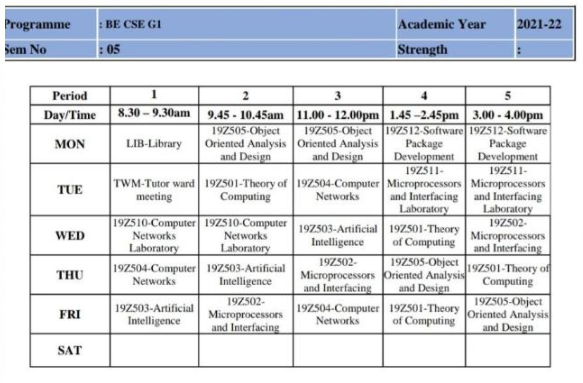 Programme : BE CSE G1 Academic Year 2021-22
Sem No : 05 Strength :
Period 1 2 3 4 5
Day/Time 8.30 – 9.30am 9.45 - 10.45am 11.00 - 12.00pm 1.45 –2.45pm 3.00 - 4.00pm
MON LIB-Library 19Z505-Object Oriented Analysis and Design 19Z505-Object Oriented Analysis and Design 19Z512-Software Package Development 19Z512-Software Package Development
TUE TWM-Tutor ward meeting 19Z501-Theory of Computing 19Z504-Computer Networks 19Z511-Microprocessors and Interfacing Laboratory 19Z511-Microprocessors and Interfacing Laboratory
WED 19Z510-Computer Networks Laboratory 19Z510-Computer Networks Laboratory 19Z503-Artificial Intelligence 19Z501-Theory of Computing 19Z502-Microprocessors and Interfacing
THU 19Z504-Computer Networks 19Z503-Artificial Intelligence 19Z502-Microprocessors and Interfacing 19Z505-Object Oriented Analysis and Design 19Z501-Theory of Computing
FRI 19Z503-Artificial Intelligence 19Z502-Microprocessors and Interfacing 19Z504-Computer Networks 19Z501-Theory of Computing 19Z505-Object Oriented Analysis and Design
SAT